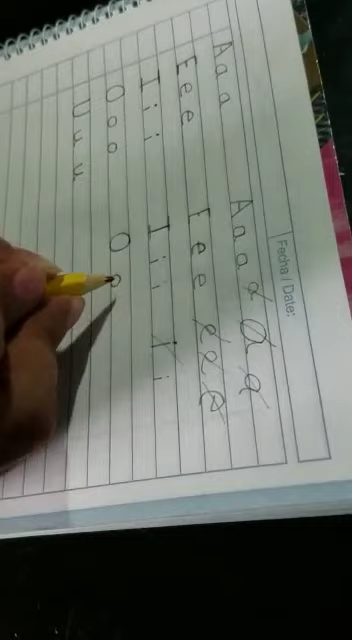 Fecha / Date:
A a a A a a
E e e E e e
I i i I i i i
O o o O o
U u u